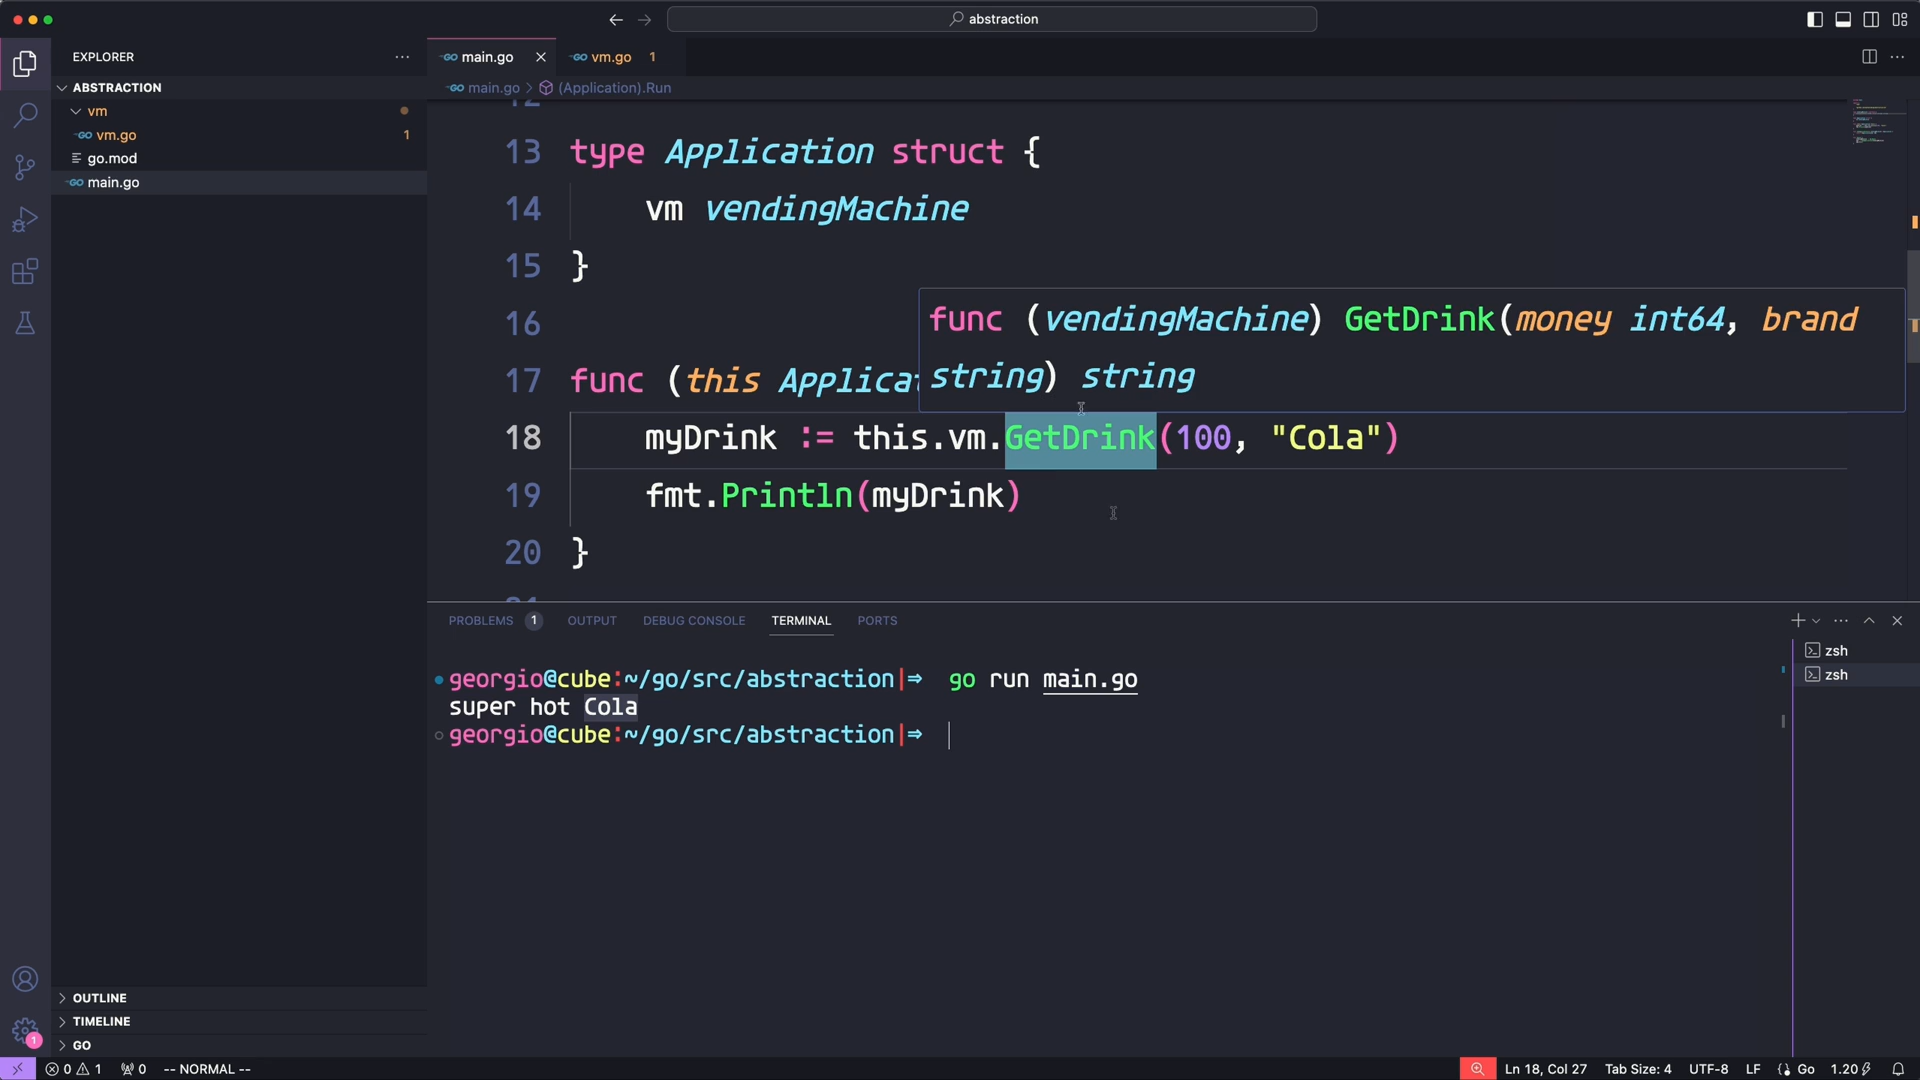 abstraction
EXPLORER
ABSTRACTION
vm
vm.go 1
go.mod
main.go
OUTLINE
TIMELINE
GO
main.go
vm.go 1
main.go > (Application).Run
12
13 type Application struct {
14 vm vendingMachine
15 }
16
func (vendingMachine) GetDrink(money int64, brand
string) string
17 func (this Applica
18 myDrink := this.vm.GetDrink(100, "Cola")
19 fmt.Println(myDrink)
20 }
PROBLEMS 1 OUTPUT DEBUG CONSOLE TERMINAL PORTS
georgio@cube:~/go/src/abstraction|⇒ go run main.go
super hot Cola
georgio@cube:~/go/src/abstraction|⇒
zsh
zsh
1
0 1 0 -- NORMAL --
Ln 18, Col 27 Tab Size: 4 UTF-8 LF Go 1.20